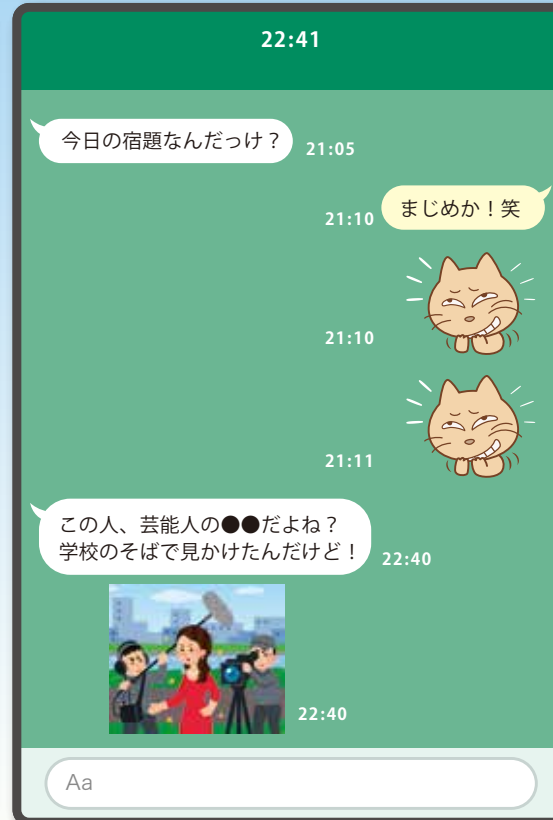 22:41
今日の宿題なんだっけ？
21:05
まじめか！笑
21:10
21:10
21:11
この人、芸能人の●●だよね？
学校のそばで見かけたんだけど！
22:40
22:40
Aa